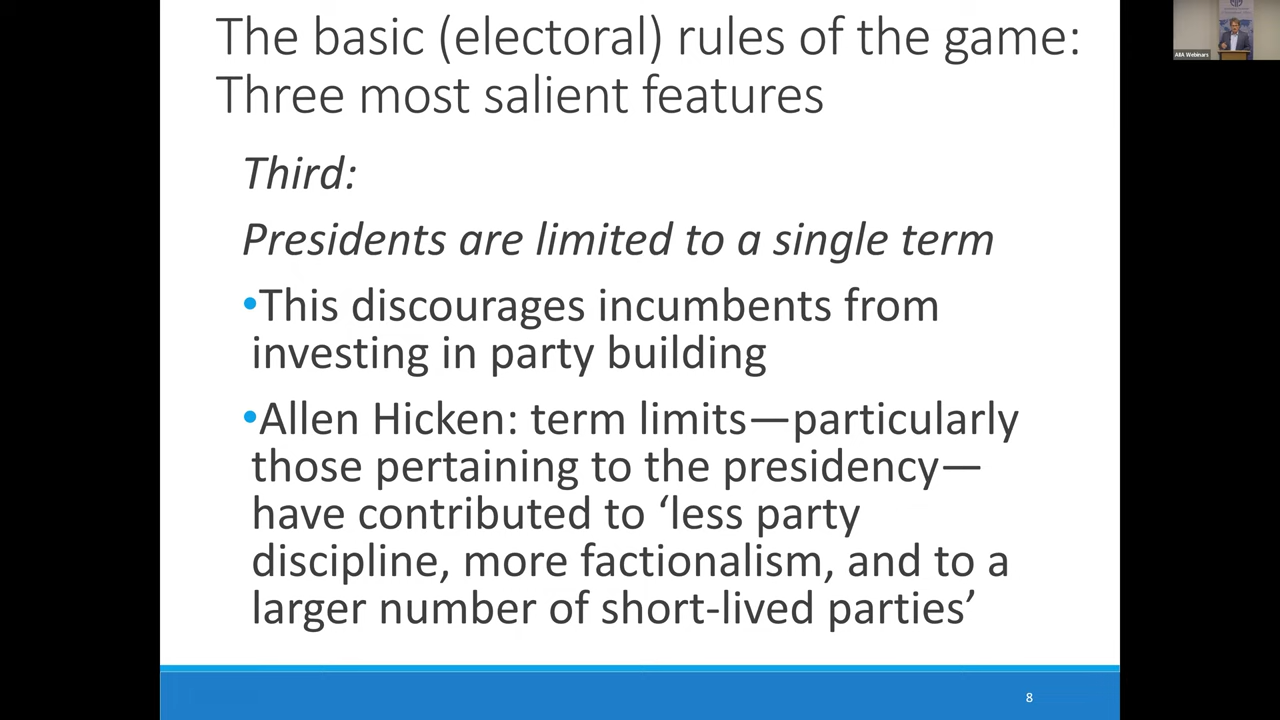 The basic (electoral) rules of the game:
Three most salient features
Third:
Presidents are limited to a single term
•This discourages incumbents from
investing in party building
•Allen Hicken: term limits—particularly
those pertaining to the presidency—
have contributed to ‘less party
discipline, more factionalism, and to a
larger number of short-lived parties’
8
AIIA Webinars